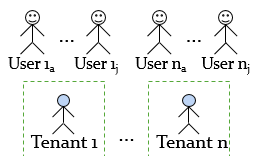 ... ...
User 1a User 1j User na User nj
Tenant 1 ... Tenant n